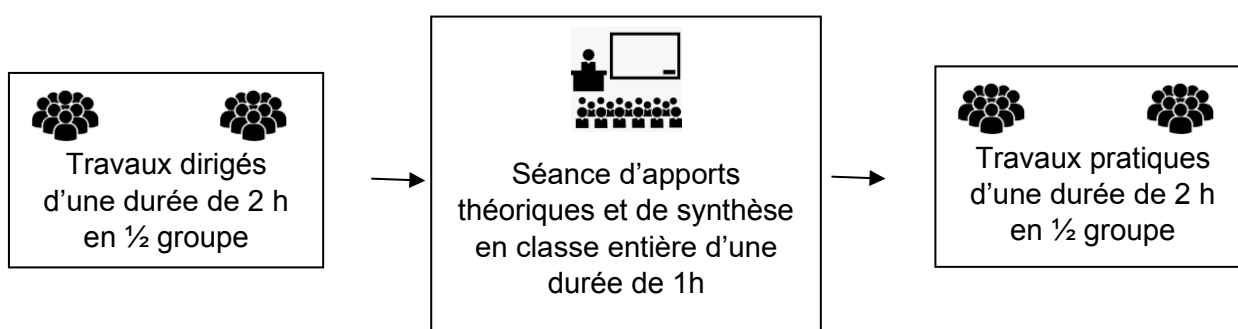 Travaux dirigés
d’une durée de 2 h
en ½ groupe
Séance d’apports
théoriques et de synthèse
en classe entière d’une
durée de 1h
Travaux pratiques
d’une durée de 2 h
en ½ groupe